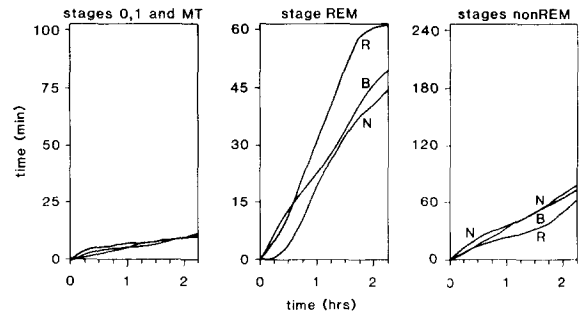 stages 0,1 and MT
stage REM
stages nonREM
time (min)
100
75
50
25
0
60
45
30
15
0
240
180
120
60
0
R
B
N
N
N
B
R
0
1
2
0
1
2
0
1
2
time (hrs)